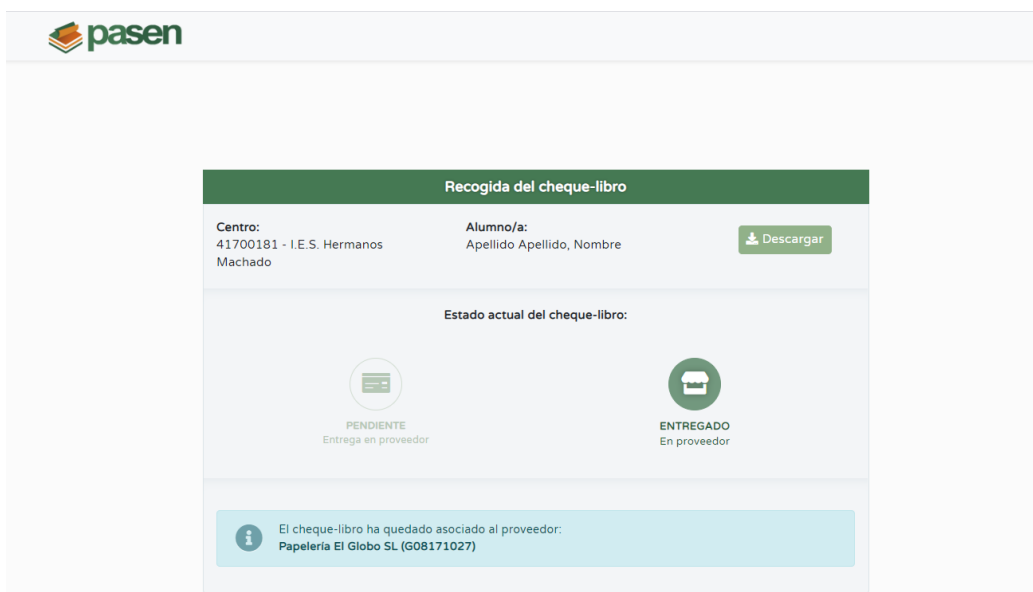 pasen
Recogida del cheque-libro
Centro:
41700181 - I.E.S. Hermanos
Machado
Alumno/a:
Apellido Apellido, Nombre
Descargar
Estado actual del cheque-libro:
PENDIENTE
Entrega en proveedor
ENTREGADO
En proveedor
El cheque-libro ha quedado asociado al proveedor:
Papelería El Globo SL (G08171027)